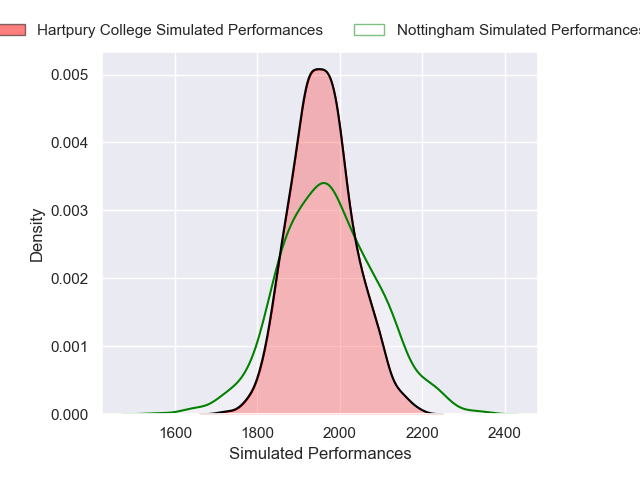 Hartpury College Simulated Performances
Nottingham Simulated Performances
0.005
0.004
0.003
0.002
0.001
0.000
Density
1600
1800
2000
2200
2400
Simulated Performances